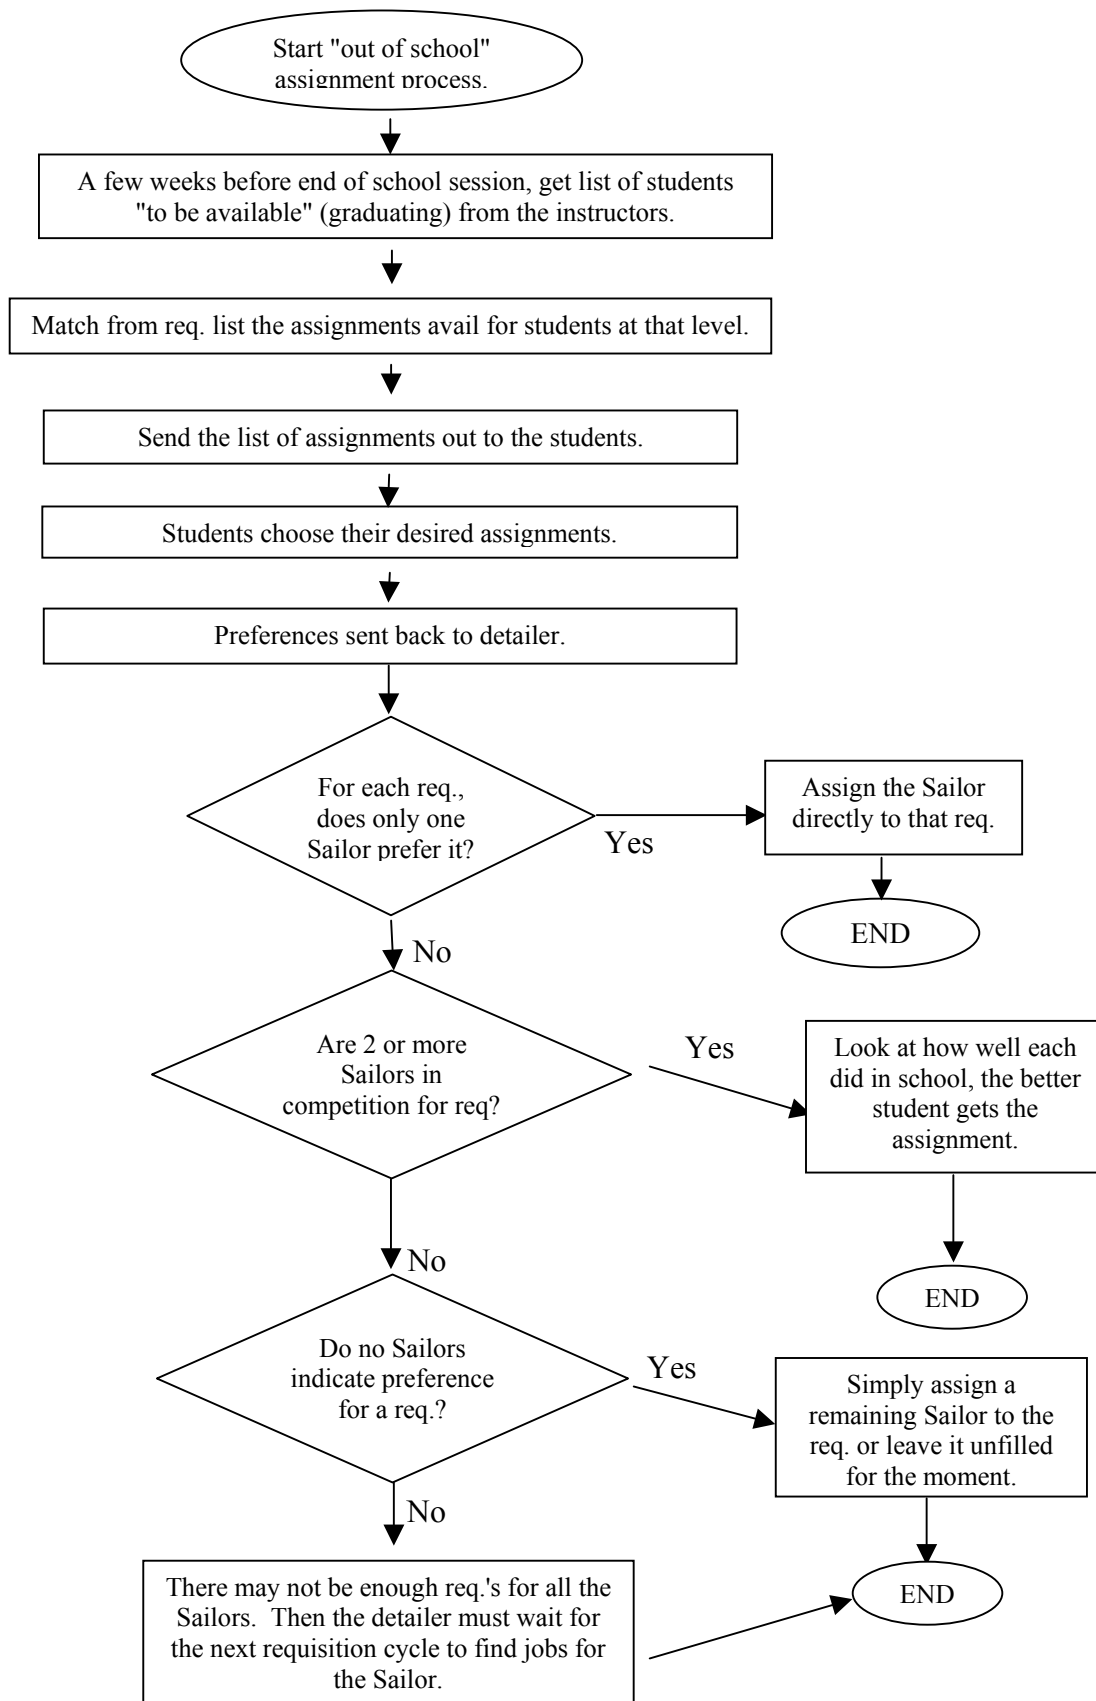 Start "out of school"
assignment process.
A few weeks before end of school session, get list of students
"to be available" (graduating) from the instructors.
Match from req. list the assignments avail for students at that level.
Send the list of assignments out to the students.
Students choose their desired assignments.
Preferences sent back to detailer.
For each req.,
does only one
Sailor prefer it?
Yes
Assign the Sailor
directly to that req.
END
No
Are 2 or more
Sailors in
competition for req?
Yes
Look at how well each
did in school, the better
student gets the
assignment.
END
No
Do no Sailors
indicate preference
for a req.?
Yes
Simply assign a
remaining Sailor to the
req. or leave it unfilled
for the moment.
No
There may not be enough req.'s for all the
Sailors.  Then the detailer must wait for
the next requisition cycle to find jobs for
the Sailor.
END